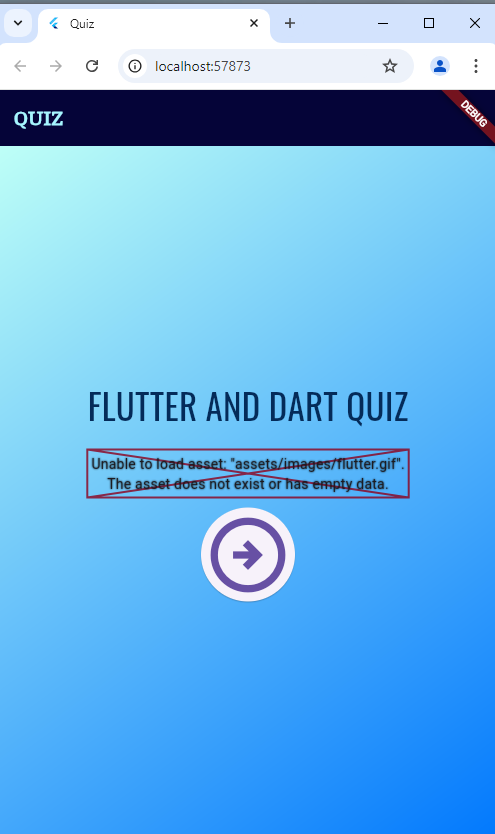 Quiz
localhost:57873
QUIZ
DEBUG
FLUTTER AND DART QUIZ
Unable to load asset: "assets/images/flutter.gif".
The asset does not exist or has empty data.